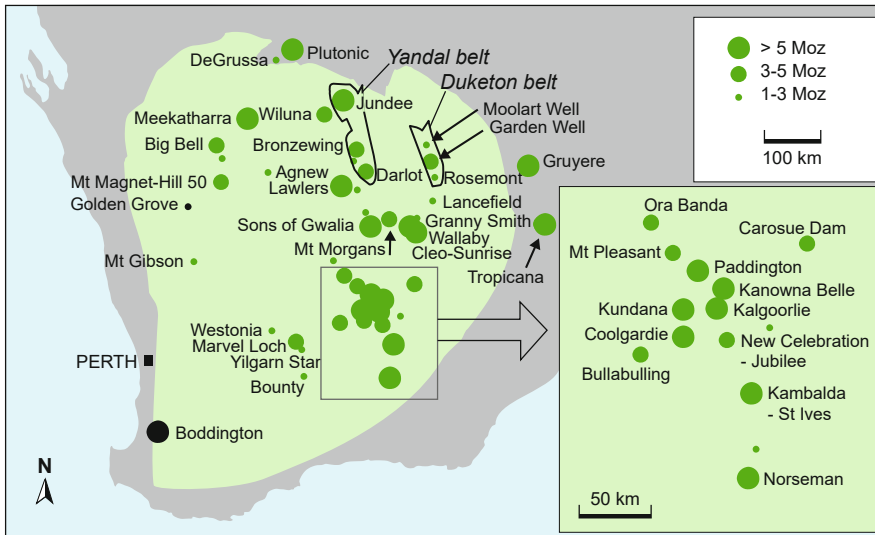 DeGrussa
Plutonic
Yandal belt
Duketon belt
Jundee
Wiluna
Meekatharra
Moolart Well
Garden Well
Big Bell
Bronzewing
Gruyere
Agnew
Darlot
Rosemont
Mt Magnet-Hill 50
Lawlers
Lancefield
Golden Grove
Sons of Gwalia
Granny Smith
Wallaby
Mt Morgans
Cleo-Sunrise
Tropicana
Mt Gibson
Westonia
Marvel Loch
Yilgarn Star
Bounty
PERTH
Boddington
N
> 5 Moz
3-5 Moz
1-3 Moz
100 km
Ora Banda
Carosue Dam
Mt Pleasant
Paddington
Kanowna Belle
Kundana
Kalgoorlie
Coolgardie
New Celebration
- Jubilee
Bullabulling
Kambalda
- St Ives
Norseman
50 km